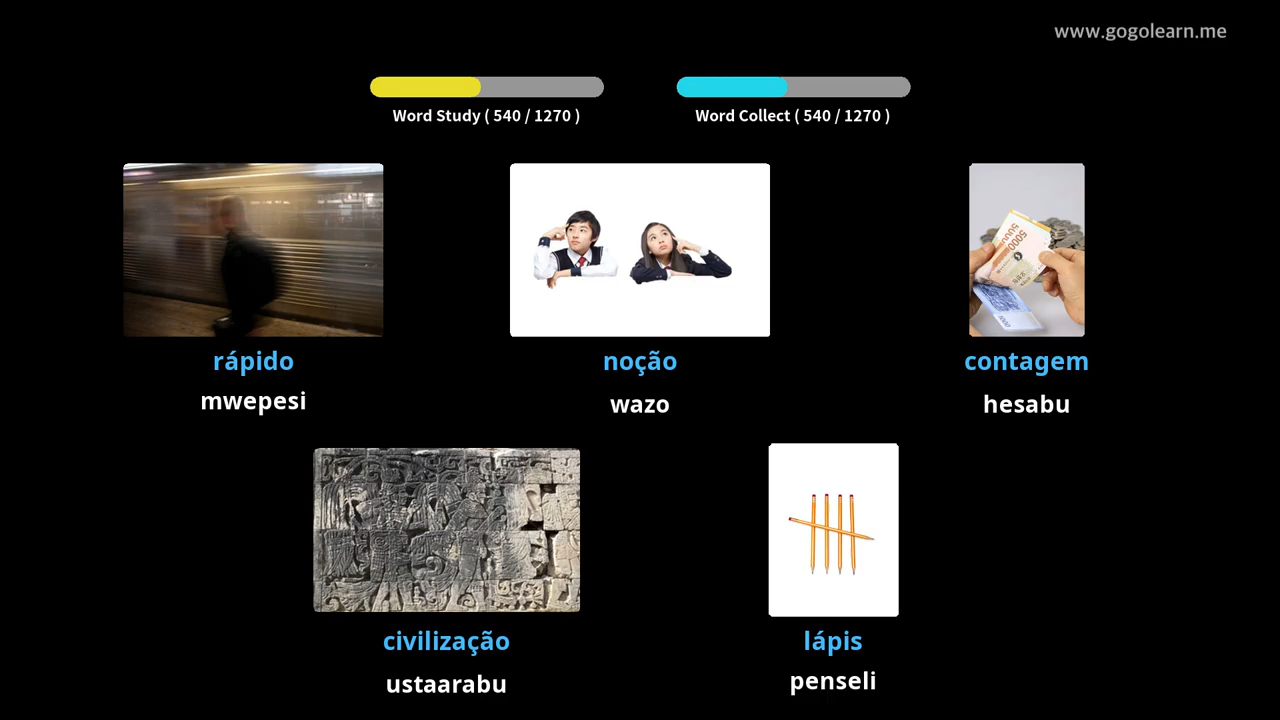 www.gogolearn.me
Word Study ( 540 / 1270 )
Word Collect ( 540 / 1270 )
rápido
mwepesi
noção
wazo
contagem
hesabu
civilização
ustaarabu
lápis
penseli